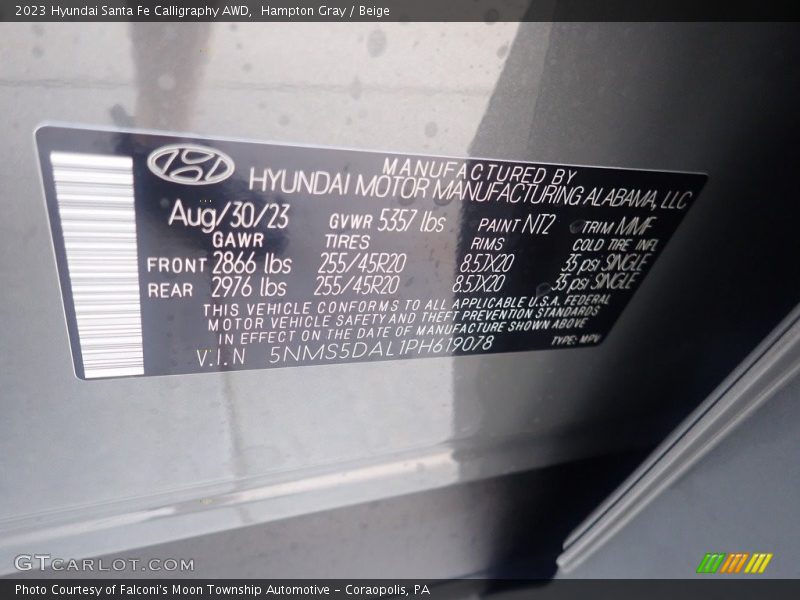 2023 Hyundai Santa Fe Calligraphy AWD, Hampton Gray / Beige
MANUFACTURED BY
HYUNDAI MOTOR MANUFACTURING ALABAMA, LLC
Aug/30/23 GVWR 5357 lbs PAINT NT2 TRIM MMF
GAWR TIRES RIMS COLD TIRE INFL
FRONT 2866 lbs 255/45R20 8.5JX20 35 psi SINGLE
REAR 2976 lbs 255/45R20 8.5JX20 35 psi SINGLE
THIS VEHICLE CONFORMS TO ALL APPLICABLE U.S.A. FEDERAL
MOTOR VEHICLE SAFETY AND THEFT PREVENTION STANDARDS
IN EFFECT ON THE DATE OF MANUFACTURE SHOWN ABOVE
V.I.N 5NMS5DAL1PH619078 TYPE: MPV
GTCARLOT.COM
Photo Courtesy of Falconi's Moon Township Automotive - Coraopolis, PA